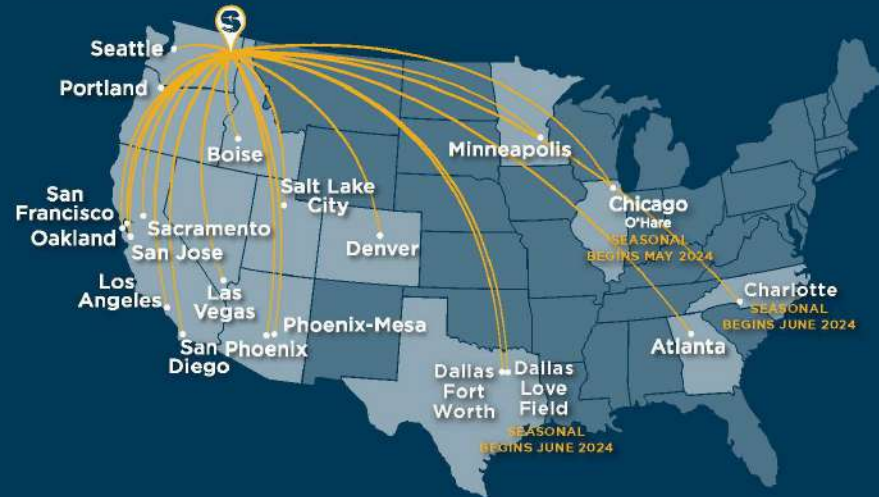 S
Seattle
Portland
Boise
Minneapolis
San
Francisco
Oakland
Sacramento
San Jose
Salt Lake
City
Denver
Chicago
O'Hare
SEASONAL
BEGINS MAY 2024
Los
Angeles
Las
Vegas
Charlotte
SEASONAL
BEGINS JUNE 2024
San
Diego
Phoenix
Phoenix-Mesa
Atlanta
Dallas
Fort
Worth
Dallas
Love
Field
SEASONAL
BEGINS JUNE 2024